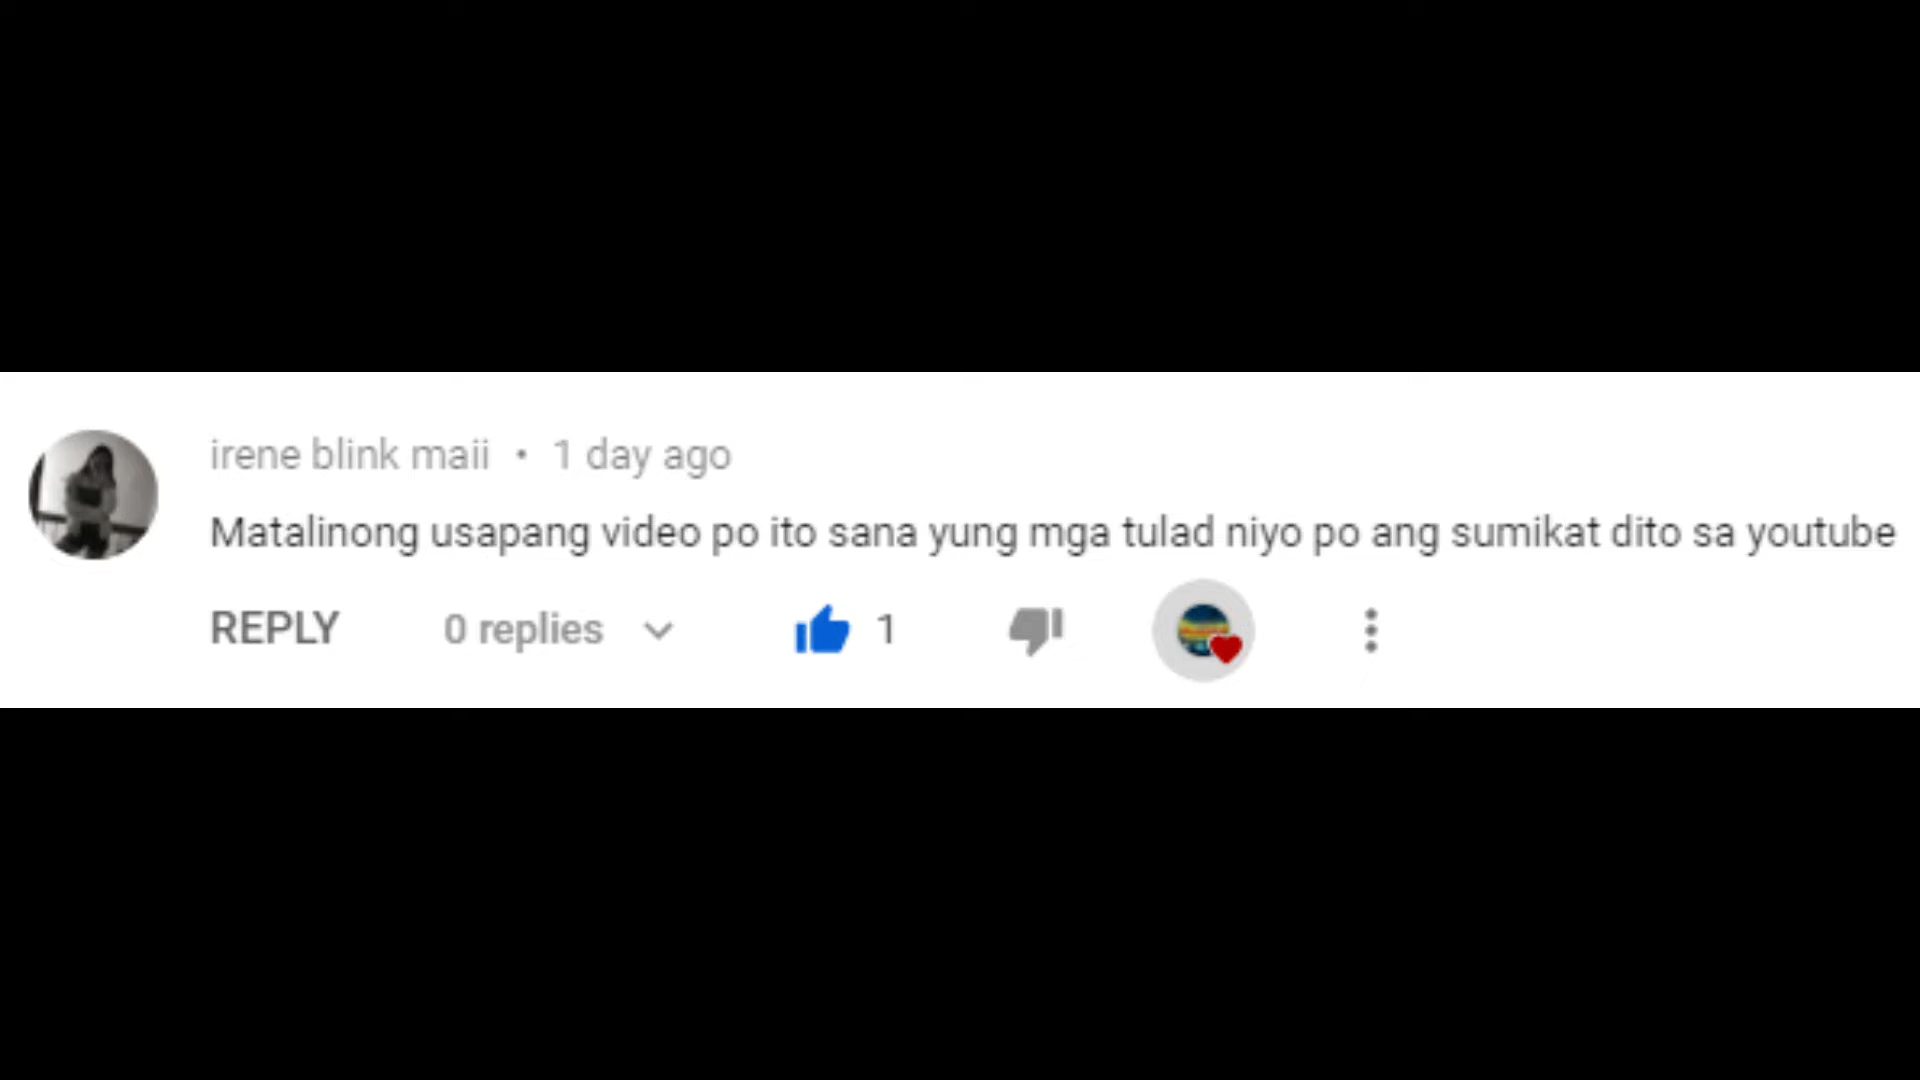 irene blink maii • 1 day ago
Matalinong usapang video po ito sana yung mga tulad niyo po ang sumikat dito sa youtube
REPLY 0 replies 1